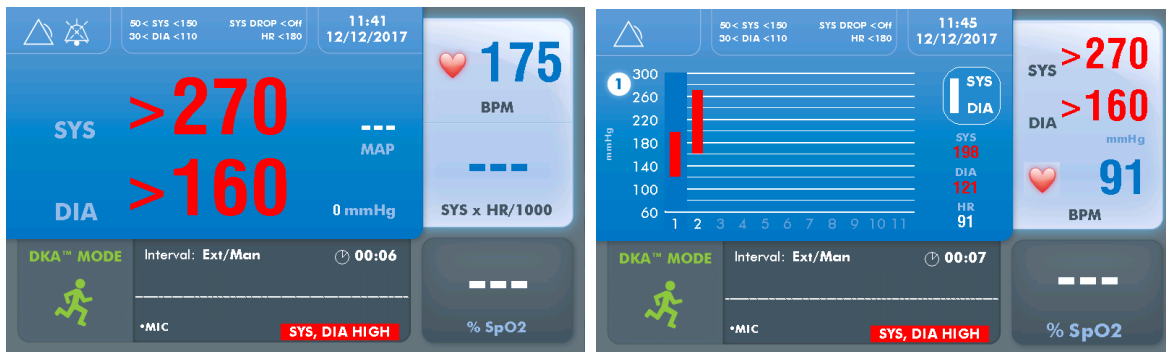 50< SYS <150 SYS DROP <Off 11:41
30< DIA <110 HR <180 12/12/2017
SYS >270
--- MAP
DIA >160
0 mmHg
175
BPM
---
SYS x HR/1000
DKA™ MODE Interval: Ext/Man 00:06
•MIC SYS, DIA HIGH
---
% SpO2
50< SYS <150 SYS DROP <Off 11:45
30< DIA <110 HR <180 12/12/2017
1
mmHg
300
260
220
180
140
100
60
1 2 3 4 5 6 7 8 9 10 11
SYS
DIA
SYS
198
DIA
121
HR
91
SYS >270
DIA >160
mmHg
91
BPM
DKA™ MODE Interval: Ext/Man 00:07
•MIC SYS, DIA HIGH
---
% SpO2